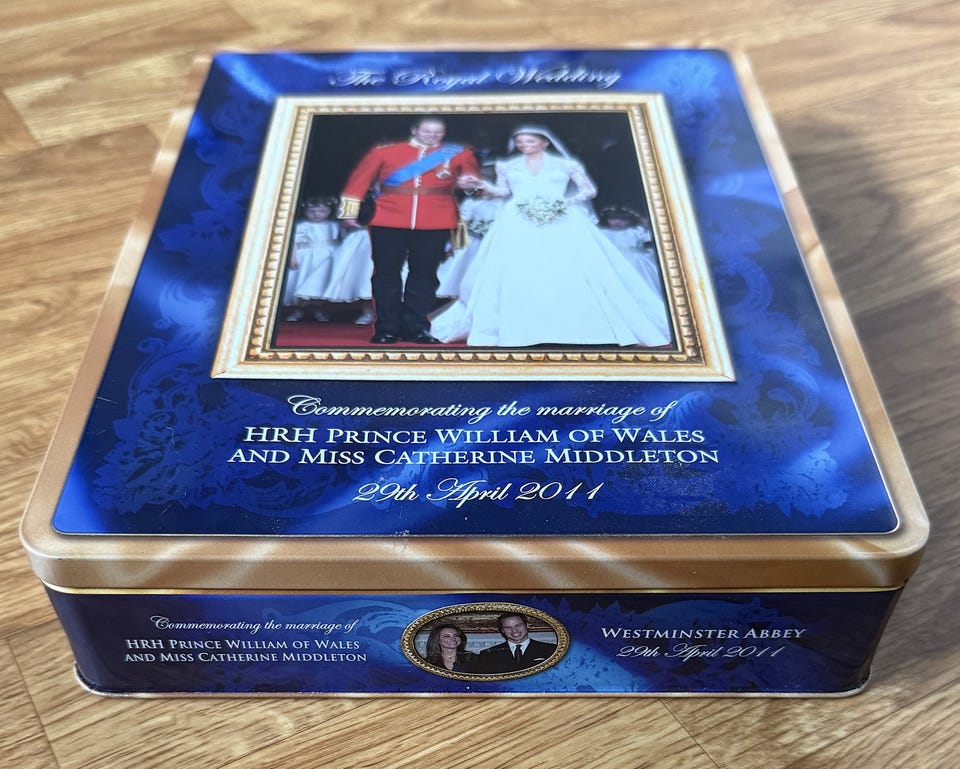 The Royal Wedding
Commemorating the marriage of
HRH PRINCE WILLIAM OF WALES
AND MISS CATHERINE MIDDLETON
29th April 2011
Commemorating the marriage of
HRH PRINCE WILLIAM OF WALES
AND MISS CATHERINE MIDDLETON
WESTMINSTER ABBEY
29th April 2011